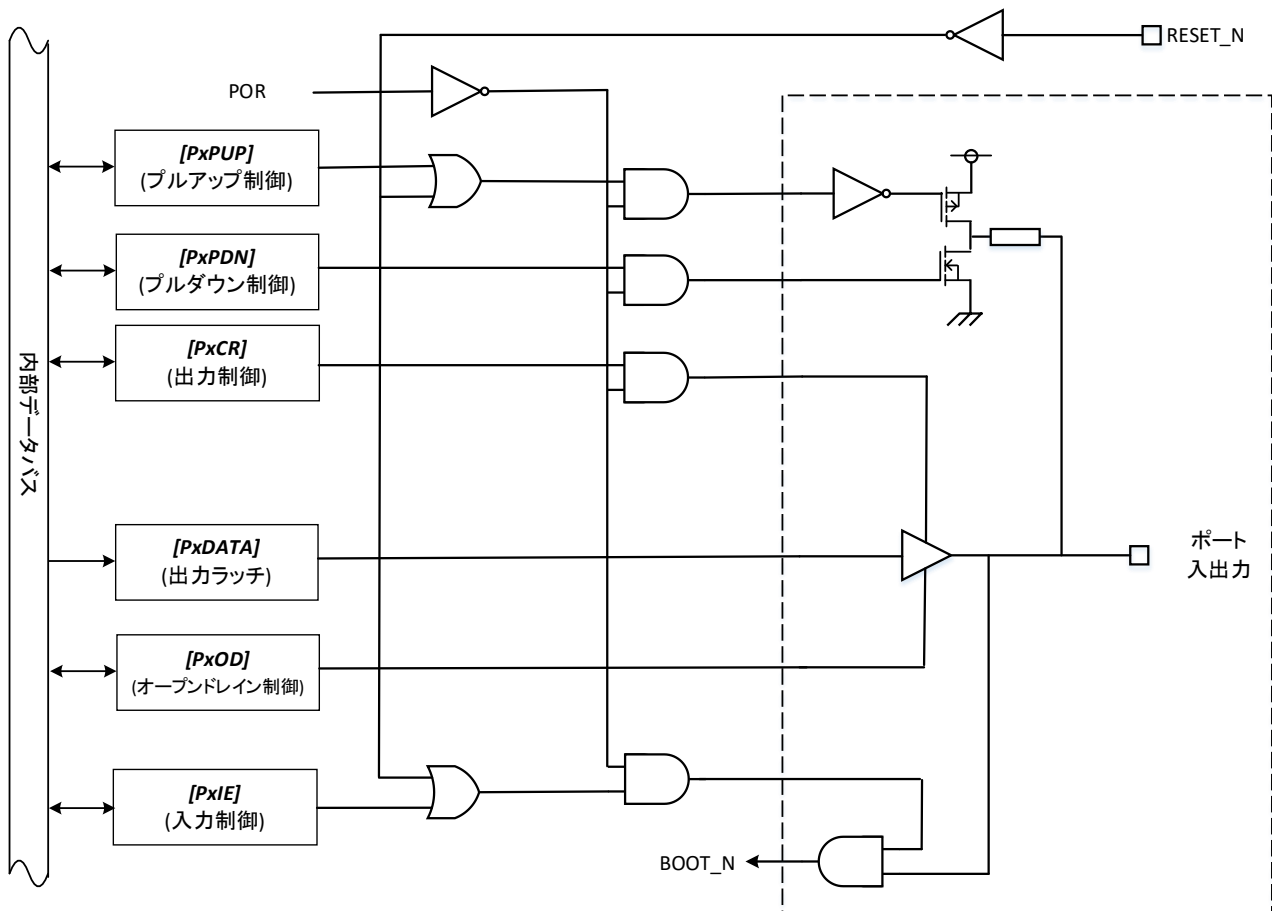 RESET_N
POR
[PxPUP]
(プルアップ制御)
[PxPDN]
(プルダウン制御)
[PxCR]
(出力制御)
内部データバス
[PxDATA]
(出力ラッチ)
ポート
入出力
[PxOD]
(オープンドレイン制御)
[PxIE]
(入力制御)
BOOT_N